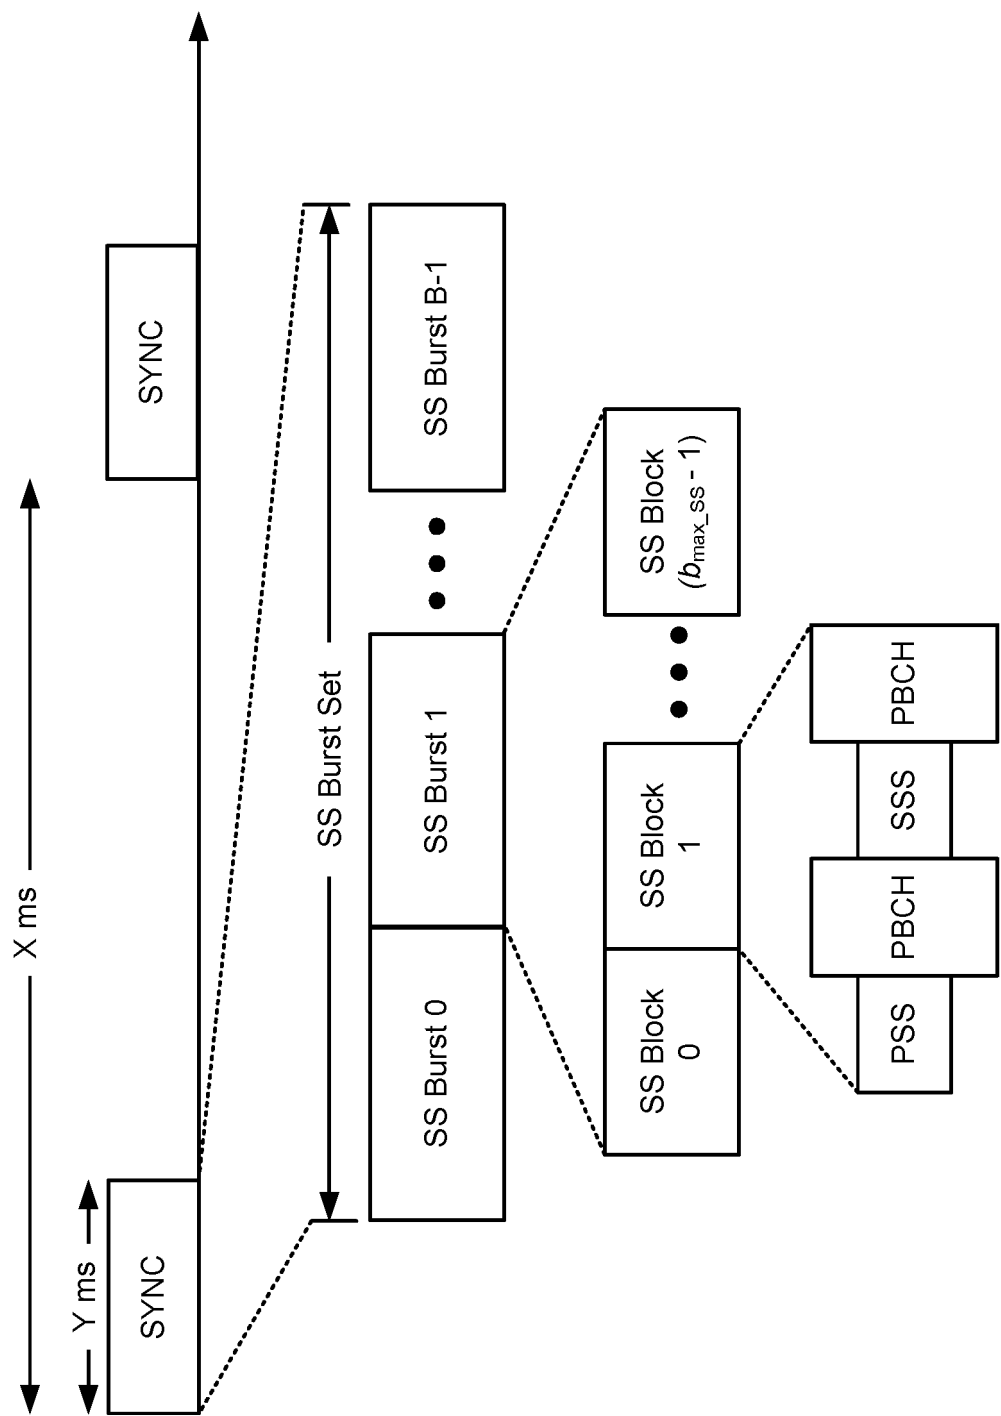 X ms
Y ms
SYNC
SYNC
SS Burst Set
SS Burst 0
SS Burst 1
SS Burst B-1
SS Block
0
SS Block
1
SS Block
(b_max_SS - 1)
PSS
PBCH
SSS
PBCH